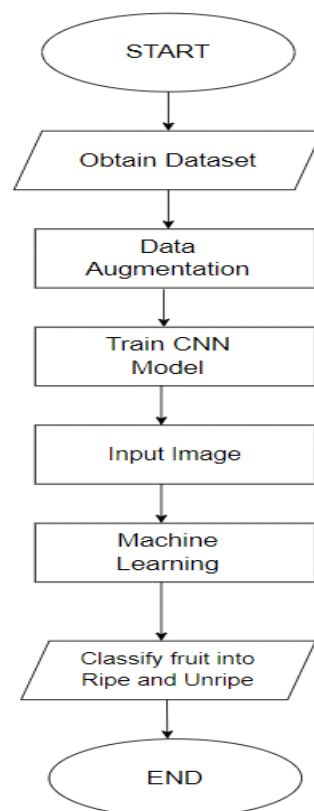 START
Obtain Dataset
Data
Augmentation
Train CNN
Model
Input Image
Machine
Learning
Classify fruit into
Ripe and Unripe
END